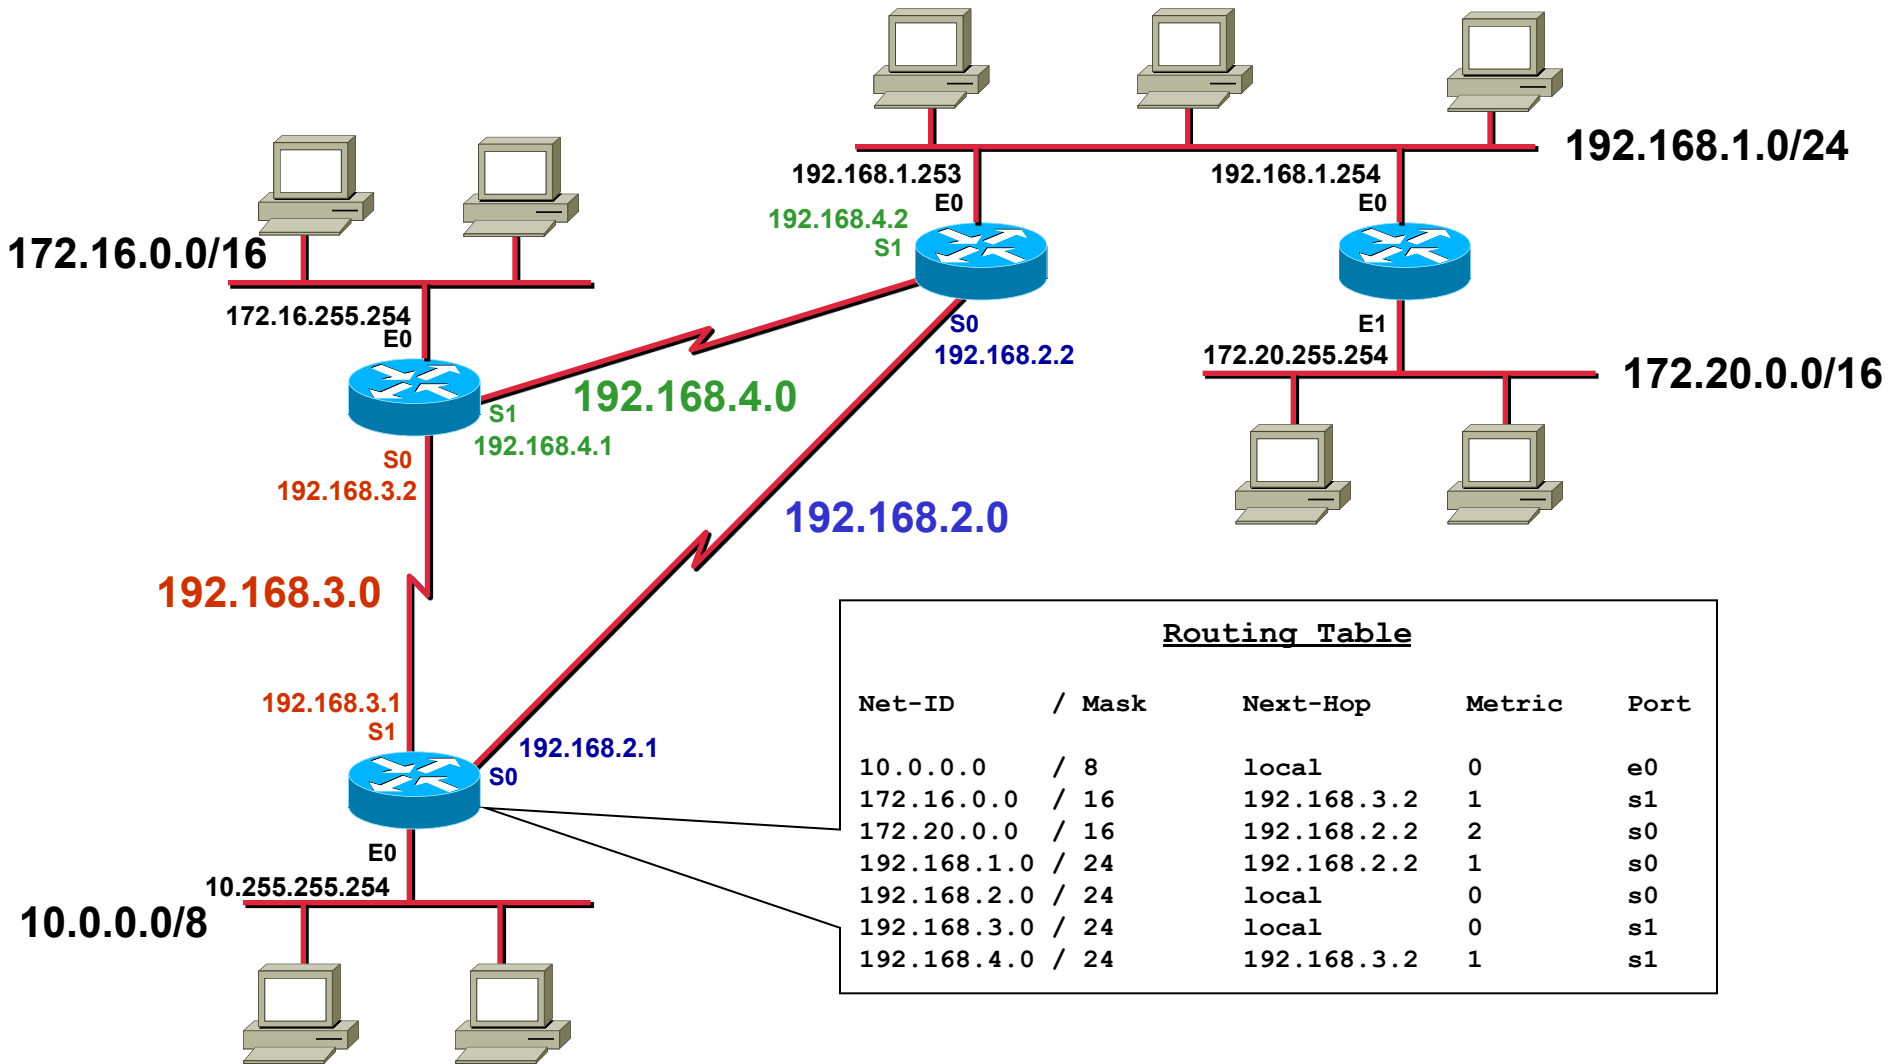 192.168.1.0/24
192.168.1.253
192.168.1.254
E0
E0
192.168.4.2
S1
172.16.0.0/16
172.16.255.254
E0
S0
192.168.2.2
E1
172.20.255.254
172.20.0.0/16
192.168.4.0
S1
192.168.4.1
S0
192.168.3.2
192.168.2.0
192.168.3.0
192.168.3.1
S1
192.168.2.1
S0
E0
10.255.255.254
10.0.0.0/8
Routing Table
Net-ID / Mask Next-Hop Metric Port
10.0.0.0 / 8 local 0 e0
172.16.0.0 / 16 192.168.3.2 1 s1
172.20.0.0 / 16 192.168.2.2 2 s0
192.168.1.0 / 24 192.168.2.2 1 s0
192.168.2.0 / 24 local 0 s0
192.168.3.0 / 24 local 0 s1
192.168.4.0 / 24 192.168.3.2 1 s1